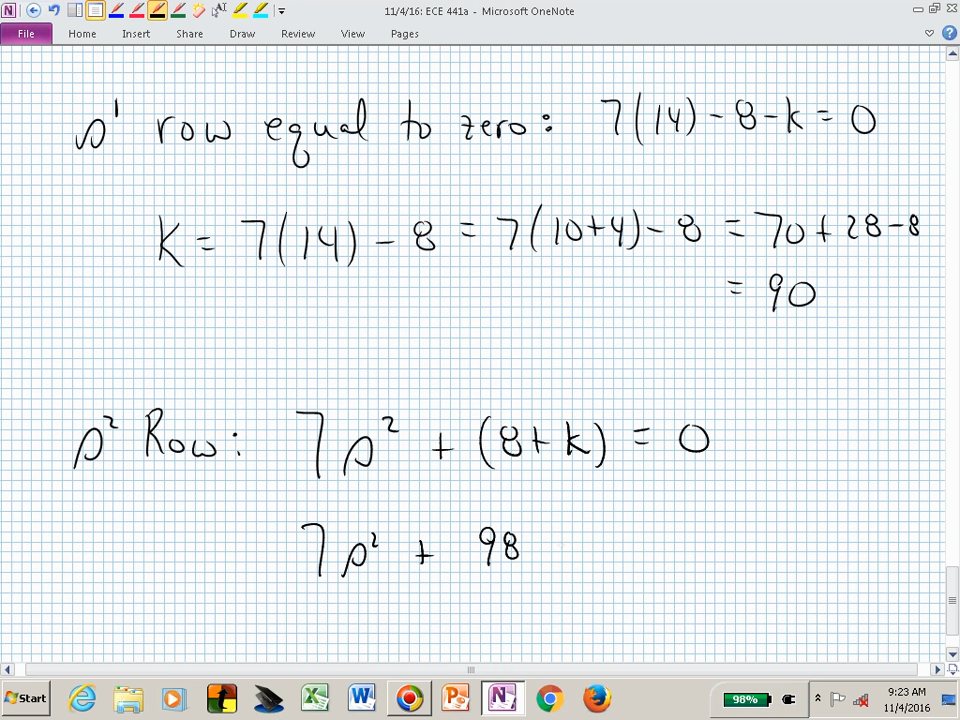 11/4/16: ECE 441a - Microsoft OneNote
File Home Insert Share Draw Review View Pages
s¹ row equal to zero: 7(14) - 8 - k = 0
K = 7(14) - 8 = 7(10+4) - 8 = 70 + 28 - 8
= 90
s² Row: 7s² + (8 + k) = 0
7s² + 98
Start 98% 9:23 AM
11/4/2016